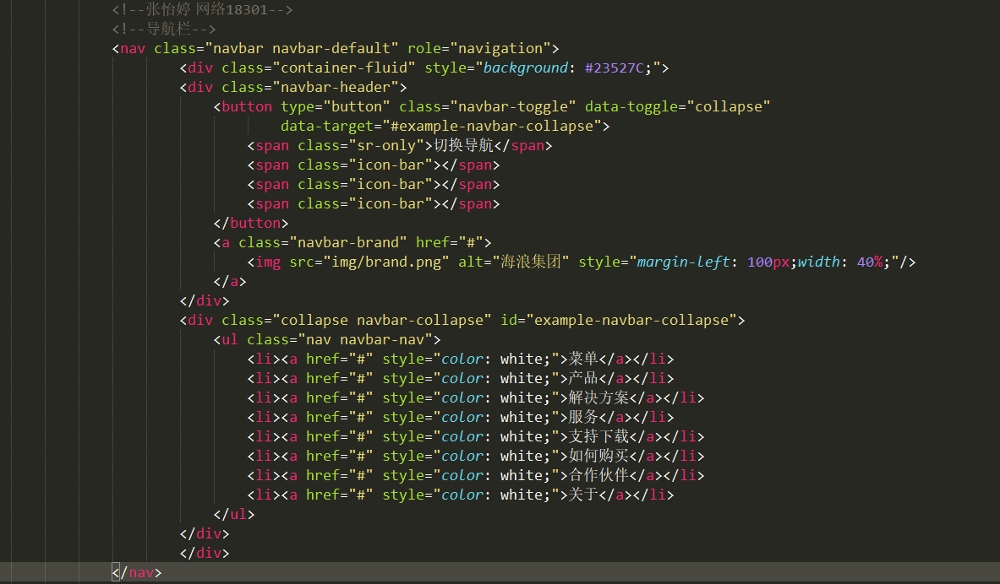 <!--张怡婷 网络18301-->
<!--导航栏-->
<nav class="navbar navbar-default" role="navigation">
<div class="container-fluid" style="background: #23527C;">
<div class="navbar-header">
<button type="button" class="navbar-toggle" data-toggle="collapse"
data-target="#example-navbar-collapse">
<span class="sr-only">切换导航</span>
<span class="icon-bar"></span>
<span class="icon-bar"></span>
<span class="icon-bar"></span>
</button>
<a class="navbar-brand" href="#">
<img src="img/brand.png" alt="海浪集团" style="margin-left: 100px;width: 40%;"/>
</a>
</div>
<div class="collapse navbar-collapse" id="example-navbar-collapse">
<ul class="nav navbar-nav">
<li><a href="#" style="color: white;">菜单</a></li>
<li><a href="#" style="color: white;">产品</a></li>
<li><a href="#" style="color: white;">解决方案</a></li>
<li><a href="#" style="color: white;">服务</a></li>
<li><a href="#" style="color: white;">支持下载</a></li>
<li><a href="#" style="color: white;">如何购买</a></li>
<li><a href="#" style="color: white;">合作伙伴</a></li>
<li><a href="#" style="color: white;">关于</a></li>
</ul>
</div>
</div>
</nav>